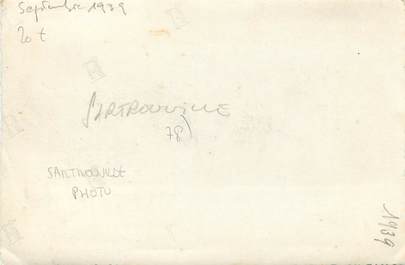 Septembre 1939
20 t
SARTROUVILLE
78)
SARTROUVILLE
PHOTO
1939